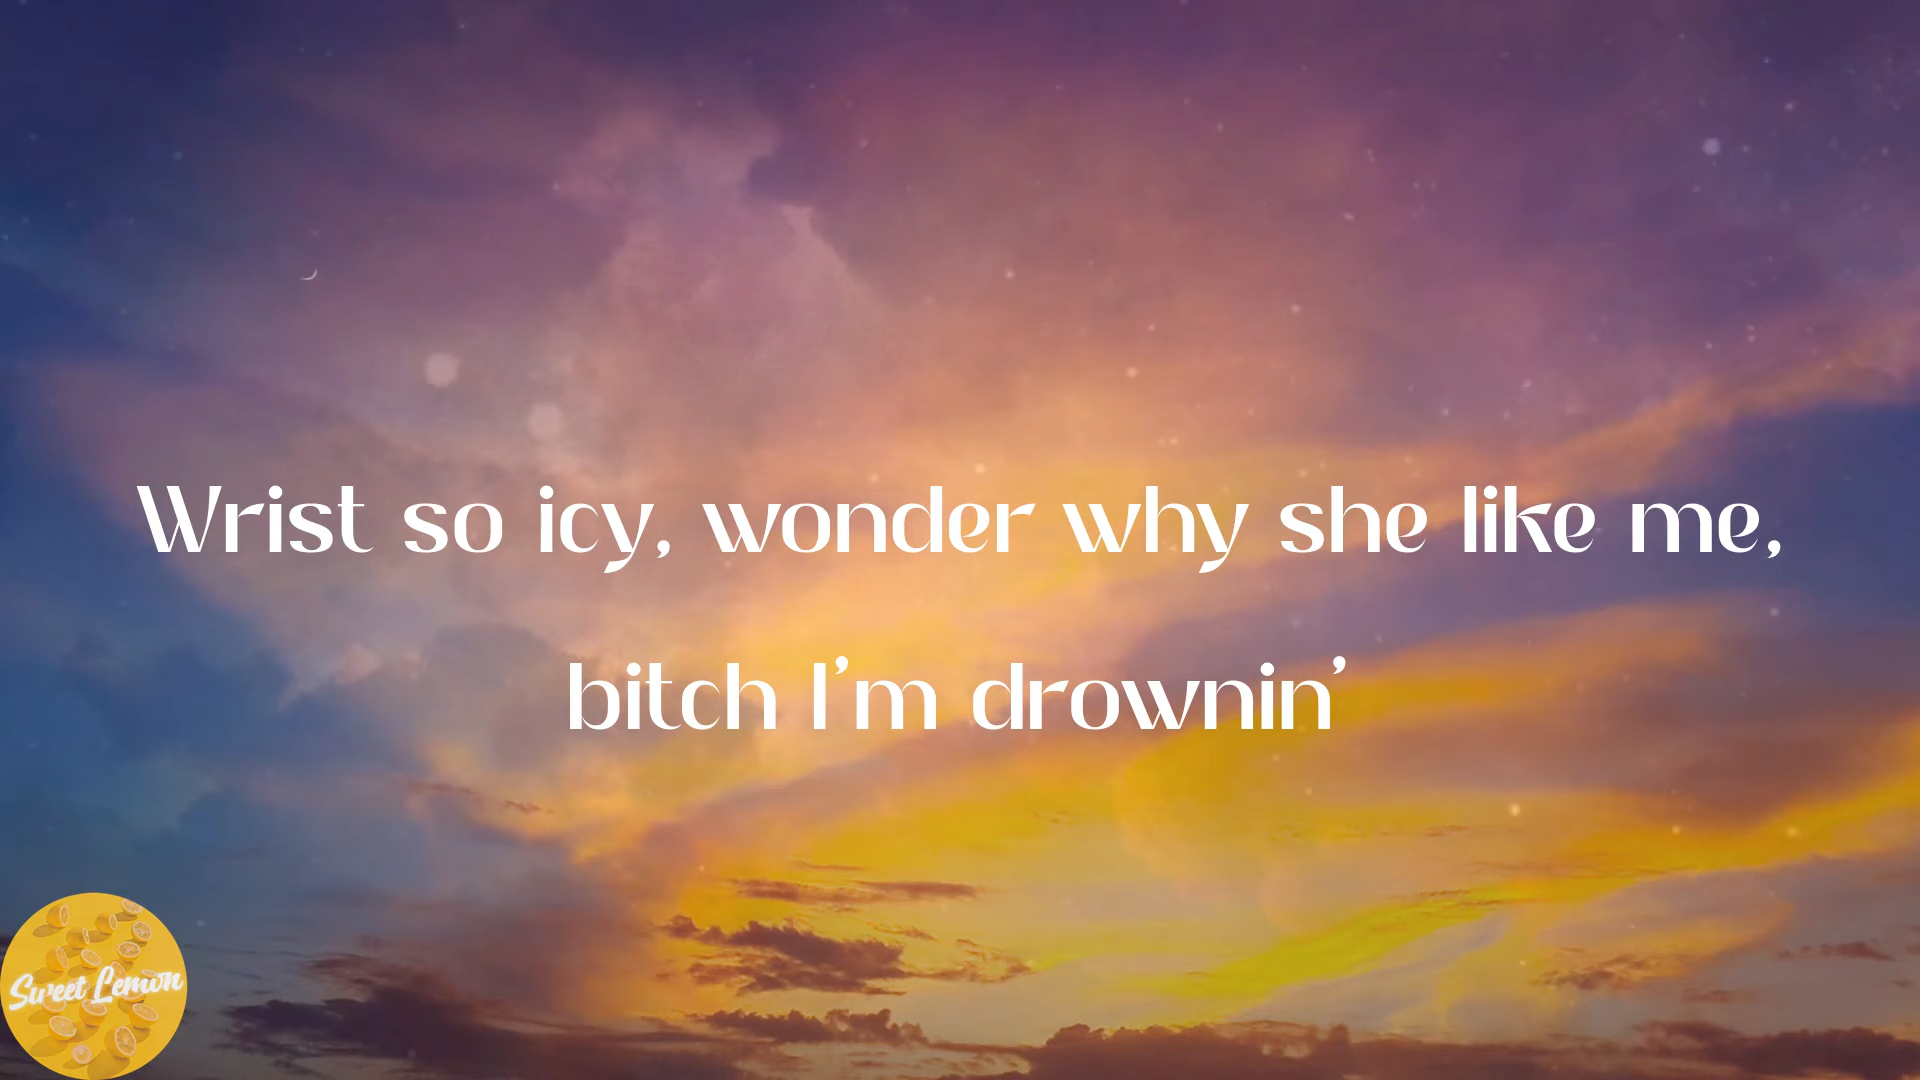 Wrist so icy, wonder why she like me,
bitch I'm drownin'
Sweet Lemon